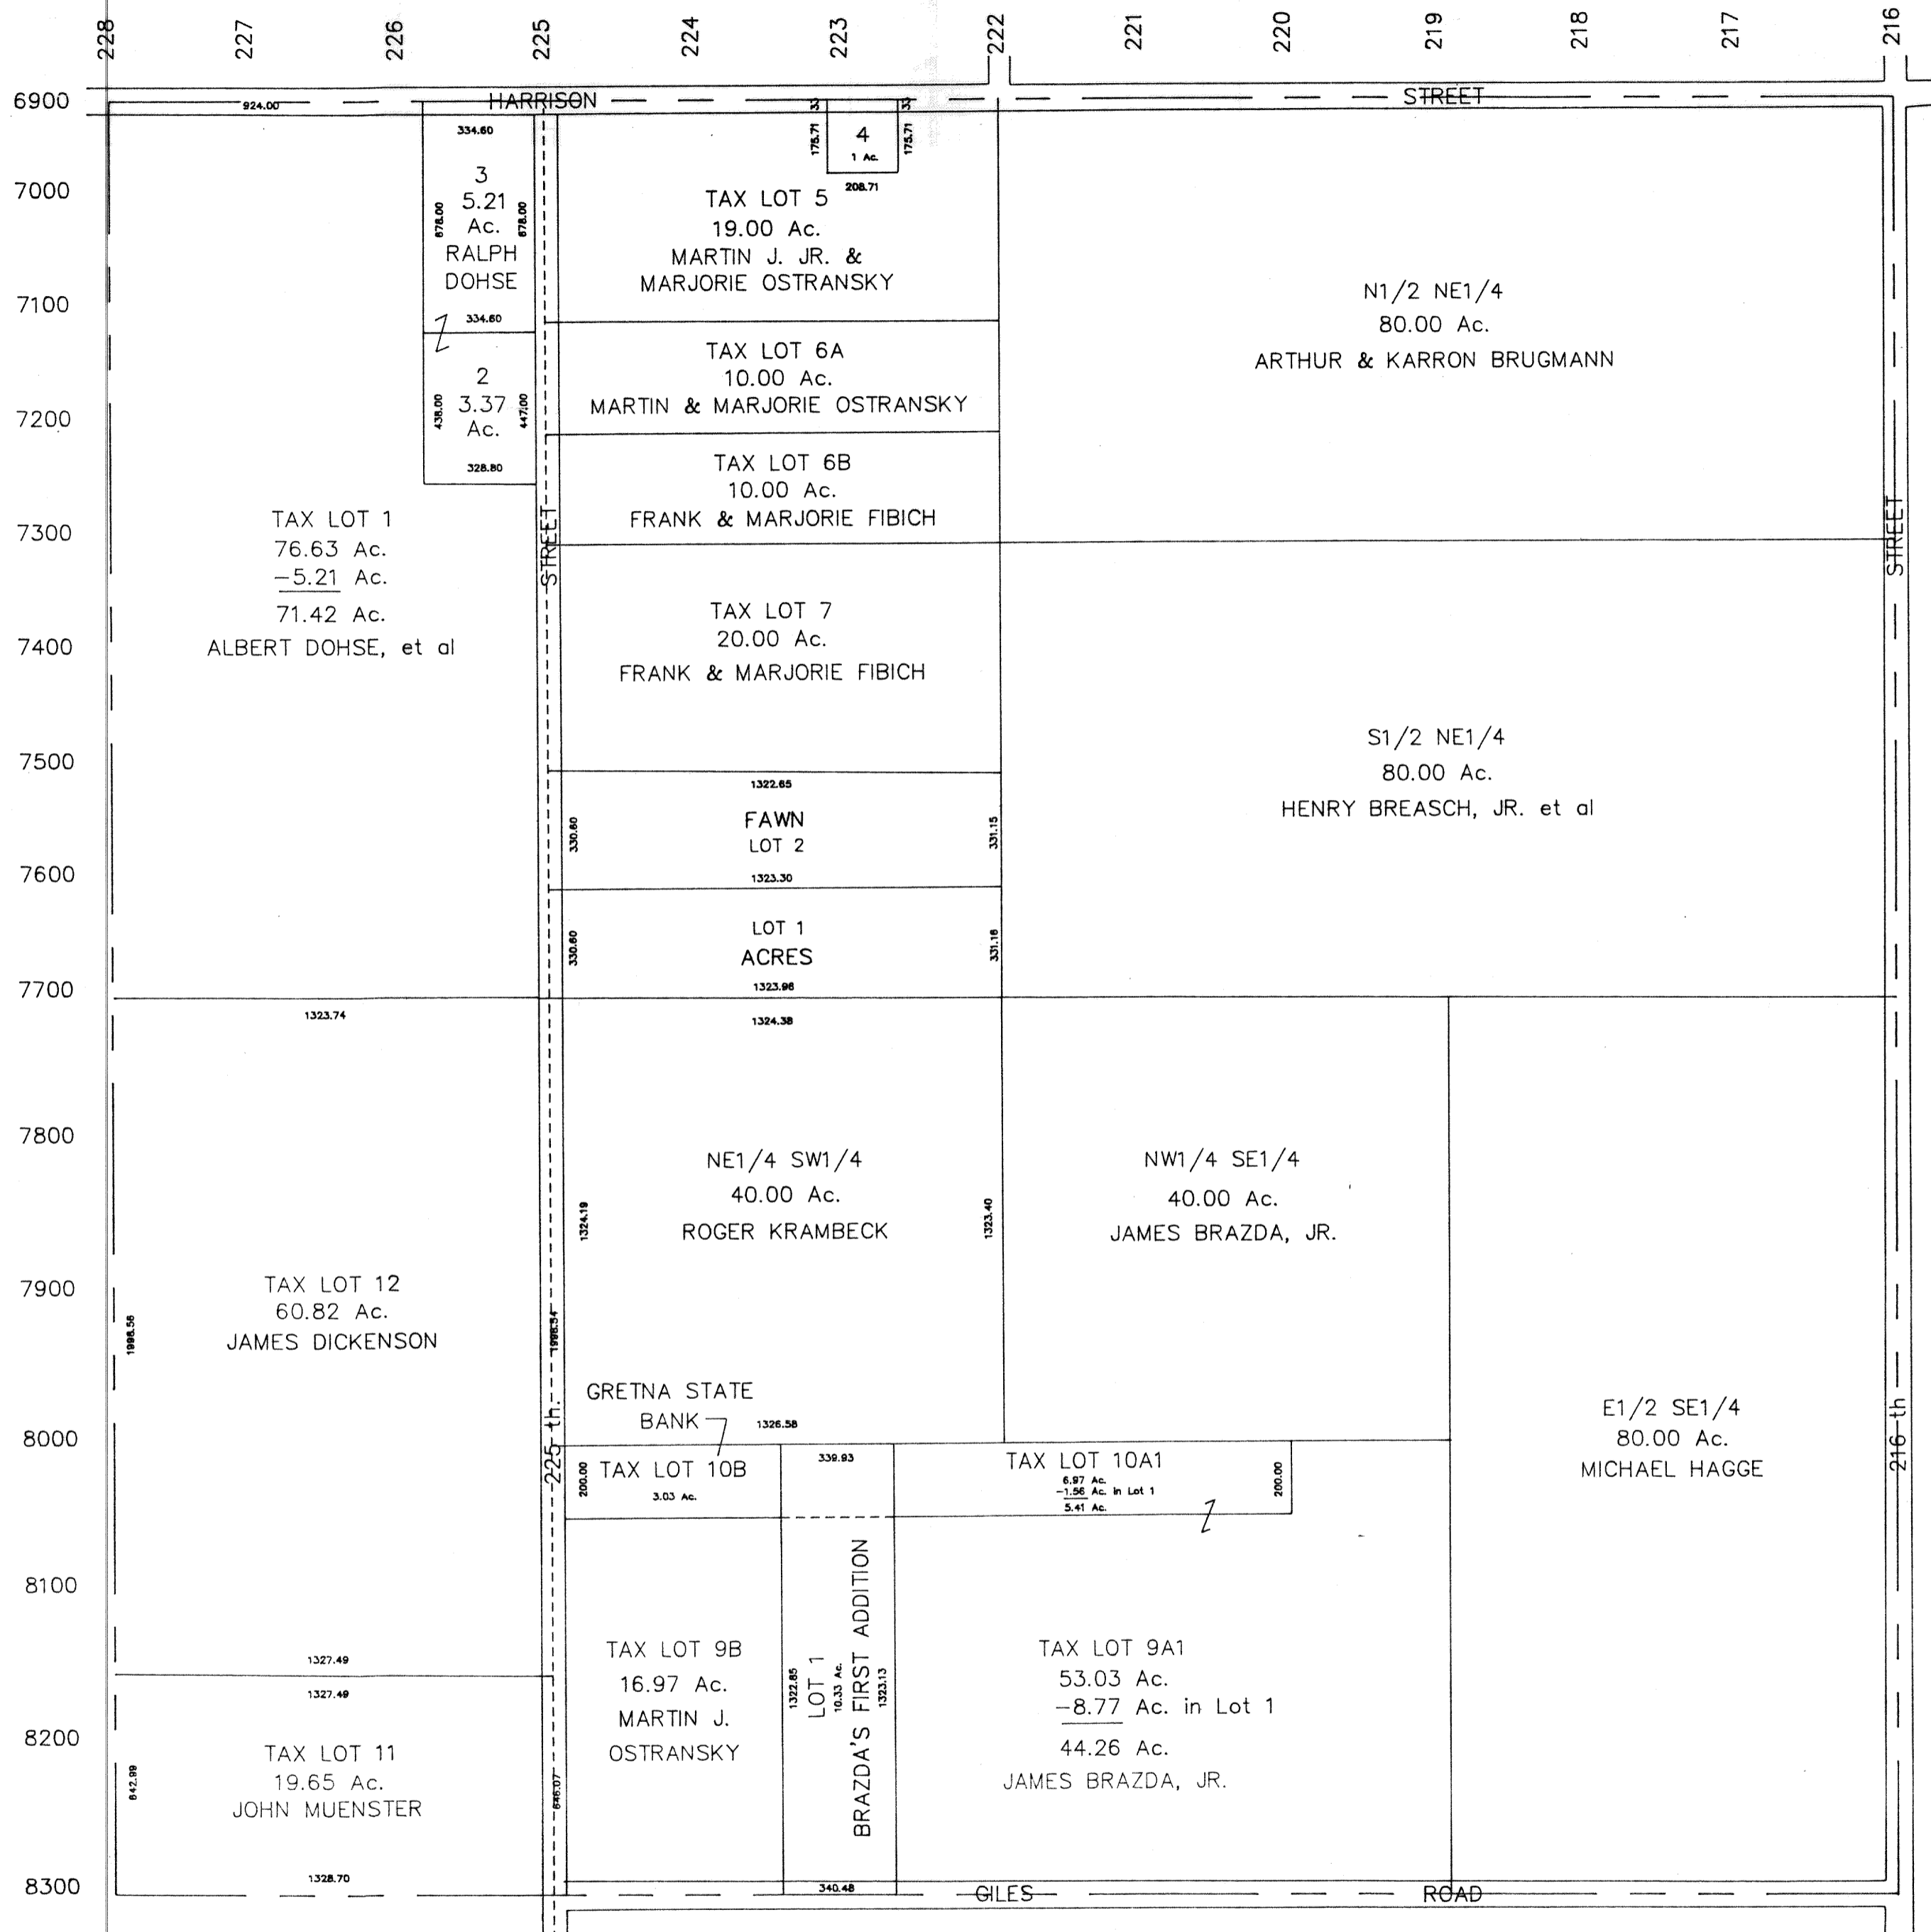 228 227 226 225 224 223 222 221 220 219 218 217 216
6900
924.00
HARRISON
STREET
334.60
3
5.21
Ac.
678.00
678.00
RALPH
DOHSE
334.60
2
3.37
Ac.
438.00
447.00
328.80
33
33
175.71
175.71
4
1 Ac.
208.71
7000
TAX LOT 5
19.00 Ac.
MARTIN J. JR. &
MARJORIE OSTRANSKY
7100
TAX LOT 6A
10.00 Ac.
MARTIN & MARJORIE OSTRANSKY
7200
TAX LOT 6B
10.00 Ac.
FRANK & MARJORIE FIBICH
N1/2 NE1/4
80.00 Ac.
ARTHUR & KARRON BRUGMANN
7300
TAX LOT 1
76.63 Ac.
-5.21 Ac.
71.42 Ac.
ALBERT DOHSE, et al
STREET
STREET
7400
TAX LOT 7
20.00 Ac.
FRANK & MARJORIE FIBICH
7500
S1/2 NE1/4
80.00 Ac.
HENRY BREASCH, JR. et al
1322.65
FAWN
LOT 2
330.60
331.15
1323.30
7600
LOT 1
ACRES
330.60
331.16
1323.96
7700
1323.74
1324.38
7800
NE1/4 SW1/4
40.00 Ac.
ROGER KRAMBECK
1324.19
1323.40
NW1/4 SE1/4
40.00 Ac.
JAMES BRAZDA, JR.
7900
TAX LOT 12
60.82 Ac.
JAMES DICKENSON
1998.56
1998.54
GRETNA STATE
BANK
1326.58
225 th.
216 th
E1/2 SE1/4
80.00 Ac.
MICHAEL HAGGE
8000
200.00
TAX LOT 10B
3.03 Ac.
339.93
TAX LOT 10A1
6.97 Ac.
-1.56 Ac. in Lot 1
5.41 Ac.
200.00
8100
1327.49
1327.49
TAX LOT 9B
16.97 Ac.
MARTIN J.
OSTRANSKY
1322.85
LOT 1
10.33 Ac.
BRAZDA'S FIRST ADDITION
1323.13
TAX LOT 9A1
53.03 Ac.
-8.77 Ac. in Lot 1
44.26 Ac.
JAMES BRAZDA, JR.
8200
TAX LOT 11
19.65 Ac.
JOHN MUENSTER
642.99
646.07
8300
1328.70
340.48
GILES
ROAD